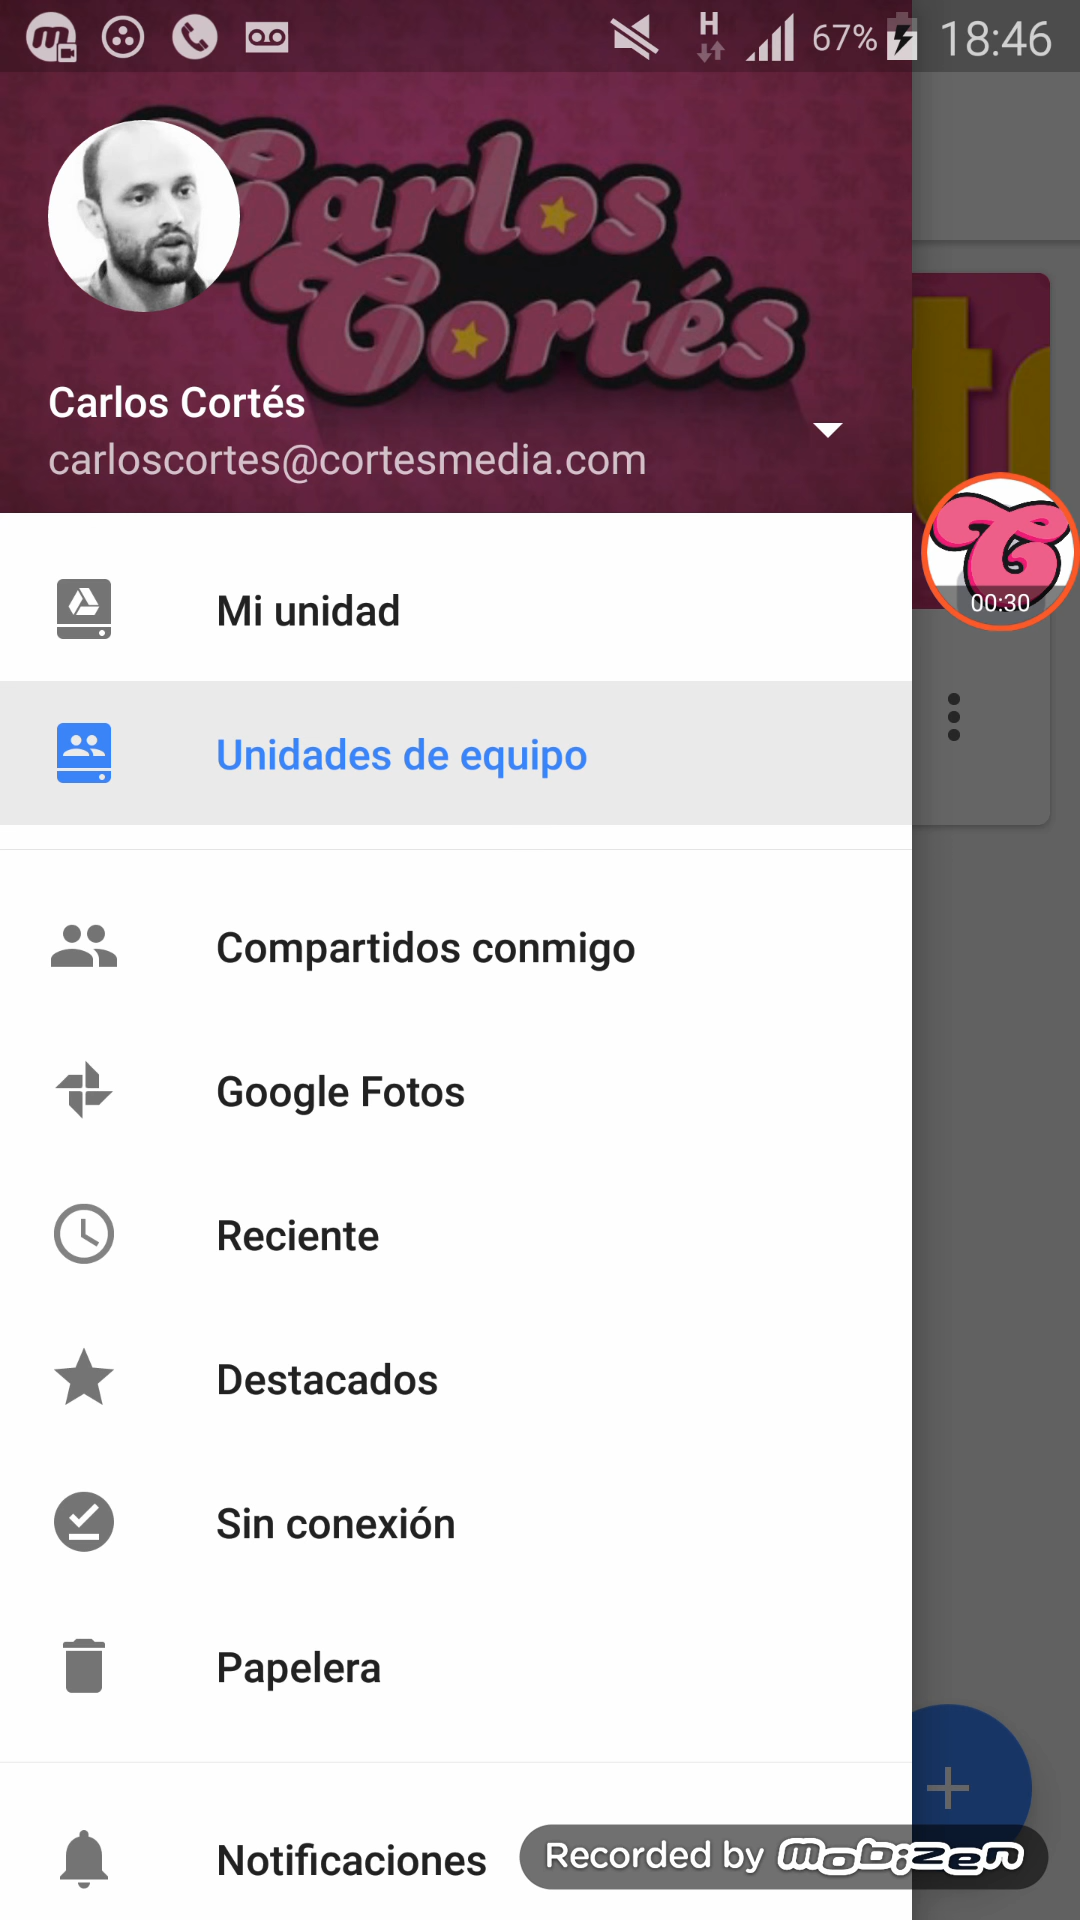 H 67% 18:46
Carlos
Cortés
Carlos Cortés
carloscortes@cortesmedia.com
00:30
Mi unidad
Unidades de equipo
Compartidos conmigo
Google Fotos
Reciente
Destacados
Sin conexión
Papelera
Notificaciones
Recorded by mobizen